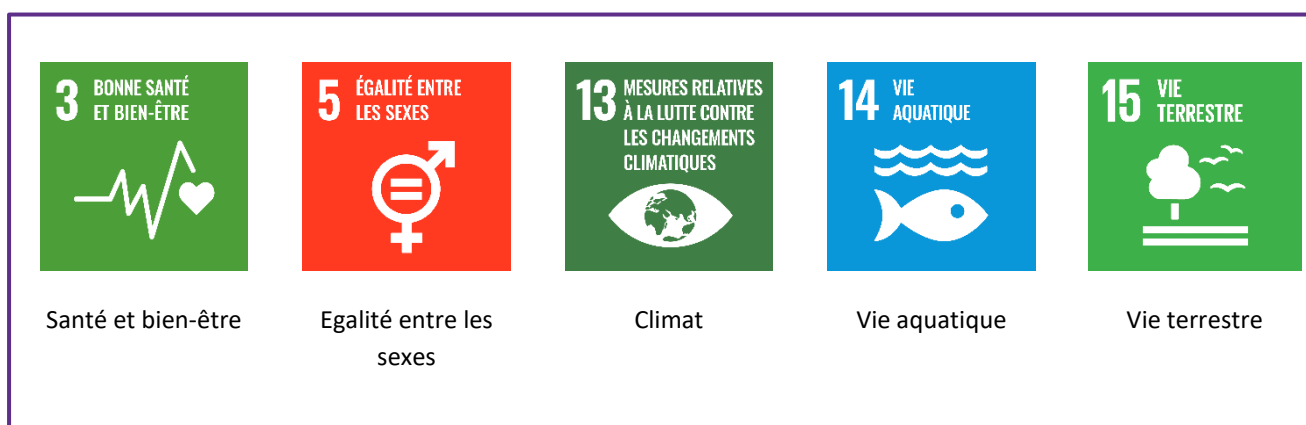 3 BONNE SANTÉ
ET BIEN-ÊTRE
5 ÉGALITÉ ENTRE
LES SEXES
13 MESURES RELATIVES
À LA LUTTE CONTRE
LES CHANGEMENTS
CLIMATIQUES
14 VIE
AQUATIQUE
15 VIE
TERRESTRE
Santé et bien-être
Egalité entre les
sexes
Climat
Vie aquatique
Vie terrestre